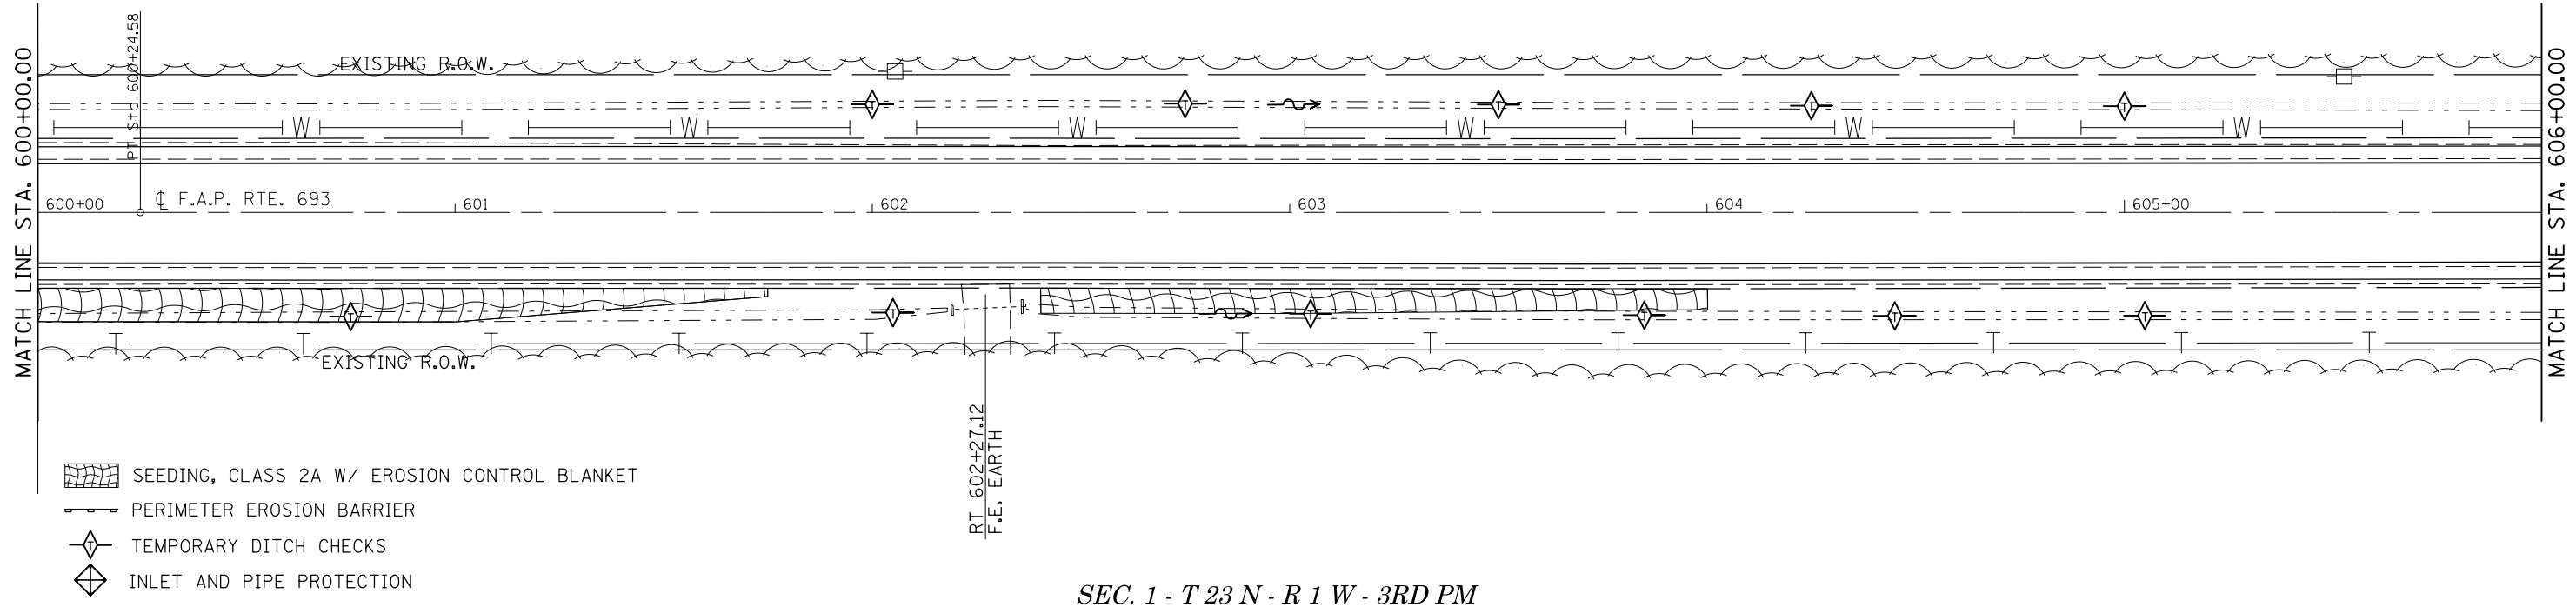 MATCH LINE STA. 600+00.00
PT Sta 600+24.58
EXISTING R.O.W.
W W W W W W
T T T T T
℄ F.A.P. RTE. 693
600+00 601 602 603 604 605+00
T T T T T T
EXISTING R.O.W.
RT 602+27.12
F.E. EARTH
MATCH LINE STA. 606+00.00
SEEDING, CLASS 2A W/ EROSION CONTROL BLANKET
PERIMETER EROSION BARRIER
T TEMPORARY DITCH CHECKS
INLET AND PIPE PROTECTION
SEC. 1 - T 23 N - R 1 W - 3RD PM